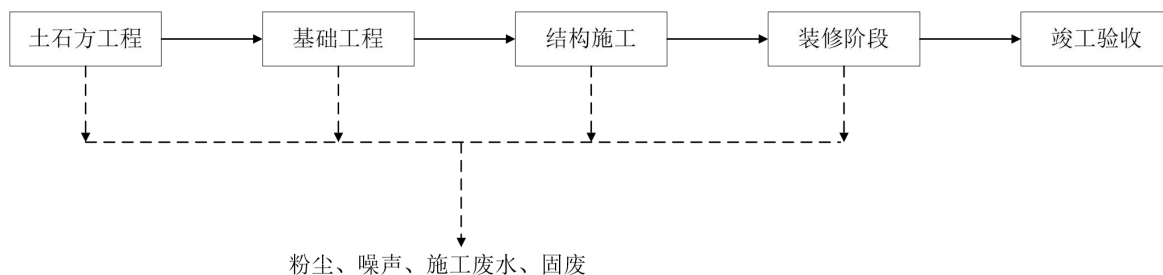 土石方工程
基础工程
结构施工
装修阶段
竣工验收
粉尘、噪声、施工废水、固废